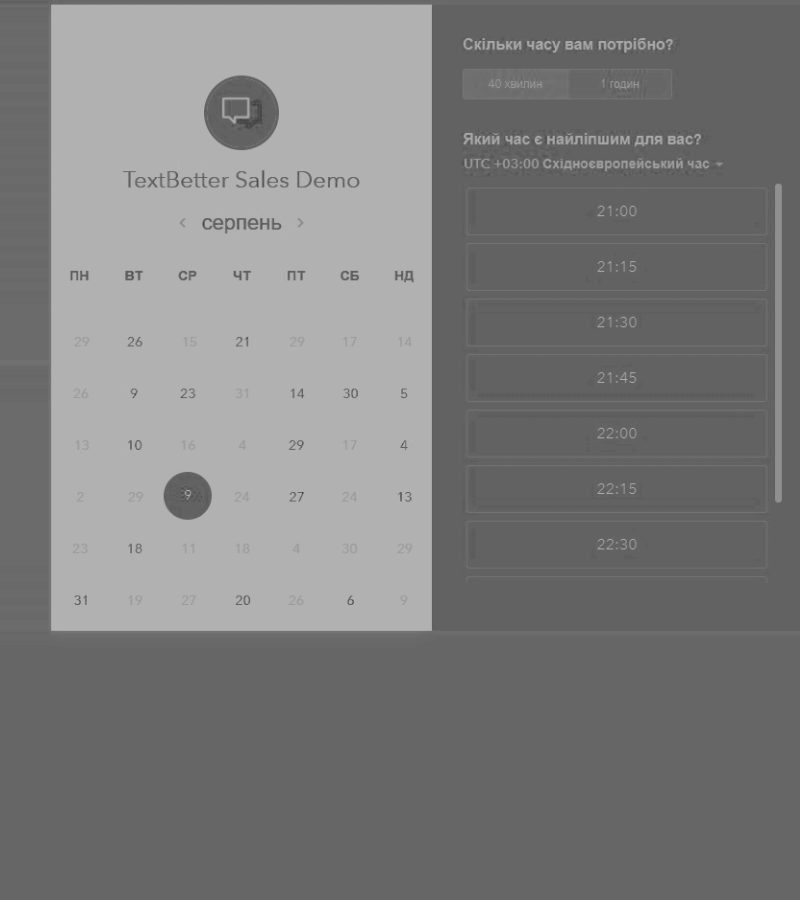 TextBetter Sales Demo
‹ серпень ›
ПН ВТ СР ЧТ ПТ СБ НД
29 26 15 21 29 17 14
26 9 23 31 14 30 5
13 10 16 4 29 17 4
2 29 9 24 27 24 13
23 18 11 18 4 30 29
31 19 27 20 26 6 9
Скільки часу вам потрібно?
40 хвилин 1 годин
Який час є найліпшим для вас?
UTC +03:00 Східноєвропейський час
21:00
21:15
21:30
21:45
22:00
22:15
22:30